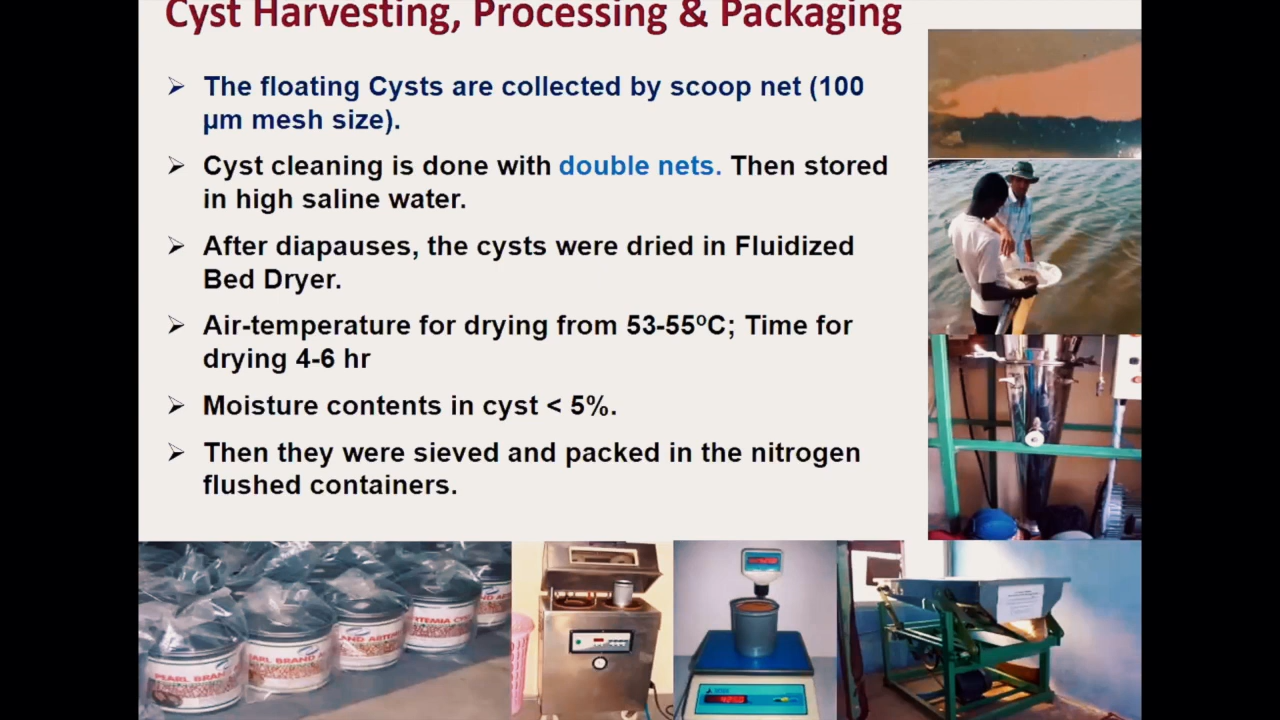 Cyst Harvesting, Processing & Packaging
➢ The floating Cysts are collected by scoop net (100
µm mesh size).
➢ Cyst cleaning is done with double nets. Then stored
in high saline water.
➢ After diapauses, the cysts were dried in Fluidized
Bed Dryer.
➢ Air-temperature for drying from 53-55ºC; Time for
drying 4-6 hr
➢ Moisture contents in cyst < 5%.
➢ Then they were sieved and packed in the nitrogen
flushed containers.
PEARL BRAND